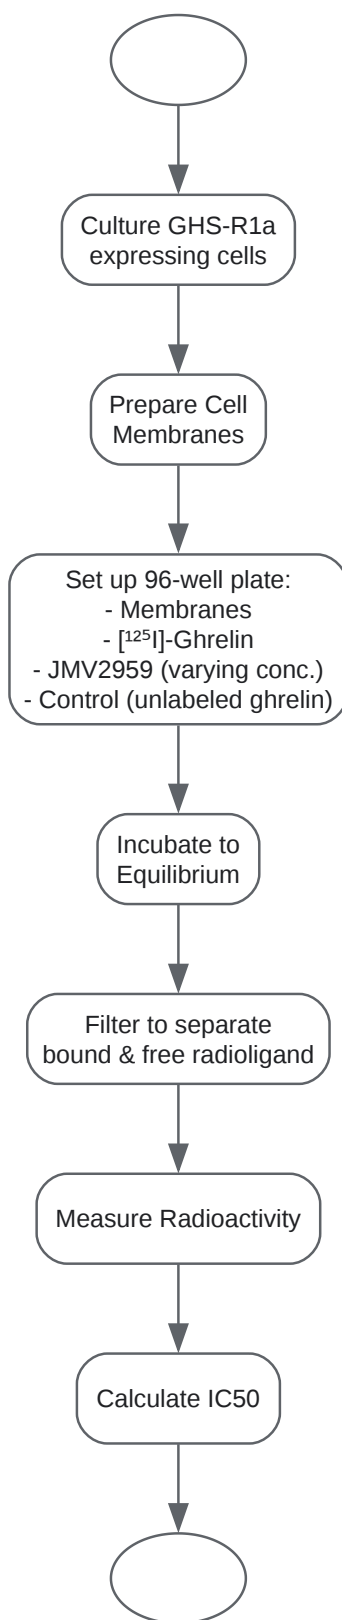 Culture GHS-R1a
expressing cells
Prepare Cell
Membranes
Set up 96-well plate:
- Membranes
- [¹²⁵I]-Ghrelin
- JMV2959 (varying conc.)
- Control (unlabeled ghrelin)
Incubate to
Equilibrium
Filter to separate
bound & free radioligand
Measure Radioactivity
Calculate IC50